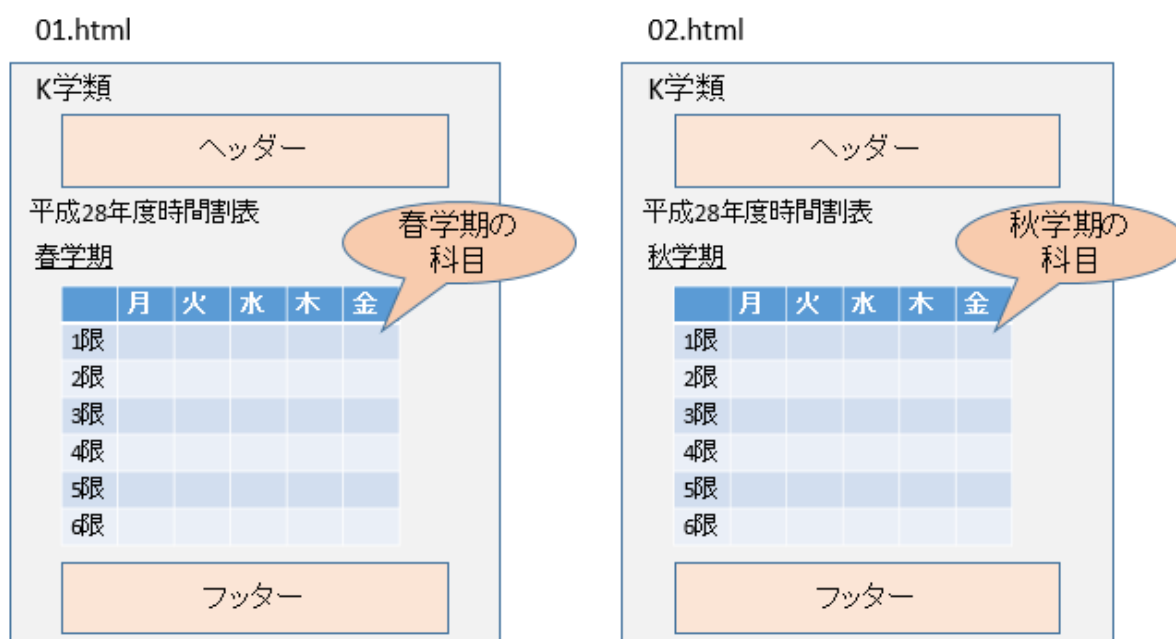 01.html
K学類
ヘッダー
平成28年度時間割表
春学期
春学期の
科目
月 火 水 木 金
1限
2限
3限
4限
5限
6限
フッター
02.html
K学類
ヘッダー
平成28年度時間割表
秋学期
秋学期の
科目
月 火 水 木 金
1限
2限
3限
4限
5限
6限
フッター